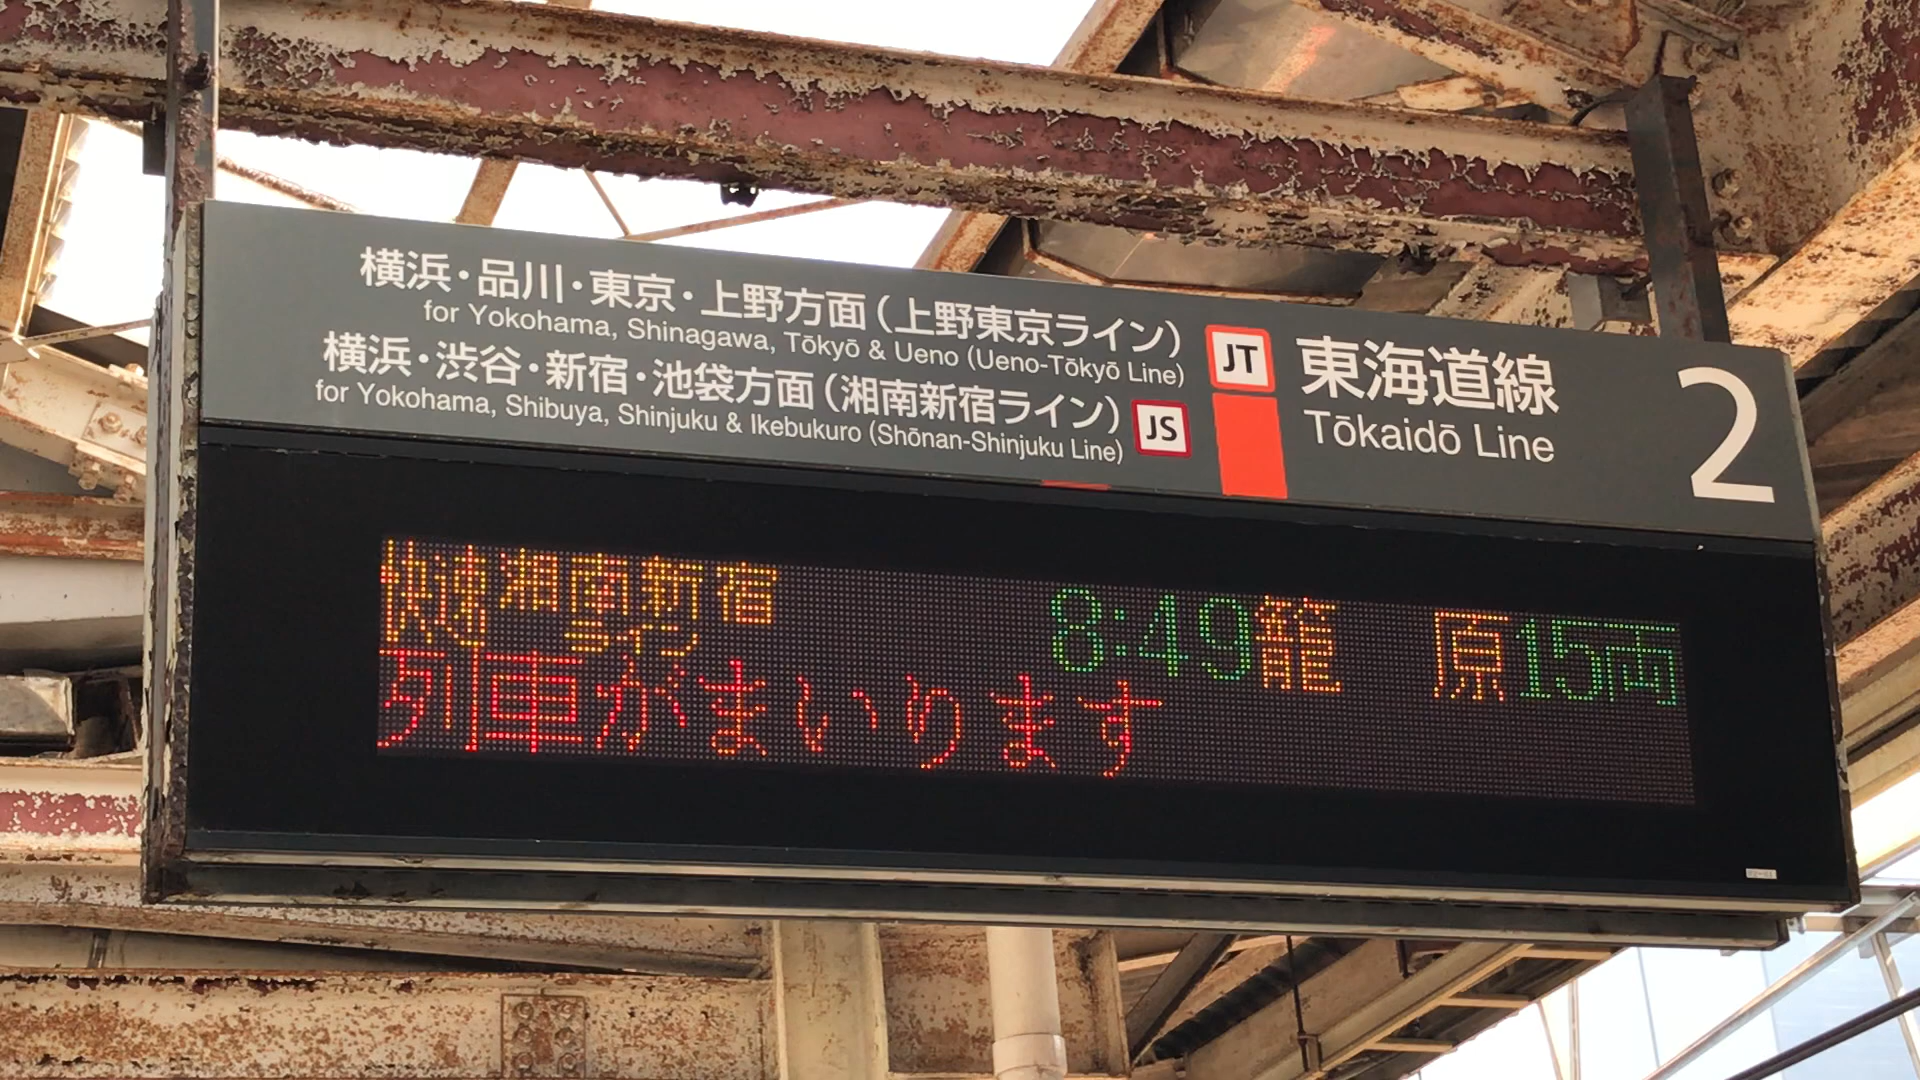 横浜・品川・東京・上野方面（上野東京ライン）
for Yokohama, Shinagawa, Tōkyō & Ueno (Ueno-Tōkyō Line)
横浜・渋谷・新宿・池袋方面（湘南新宿ライン）
for Yokohama, Shibuya, Shinjuku & Ikebukuro (Shōnan-Shinjuku Line)
JT
JS
東海道線
Tōkaidō Line
2
快速 湘南新宿ライン 8:49 籠 原 15両
列車がまいります